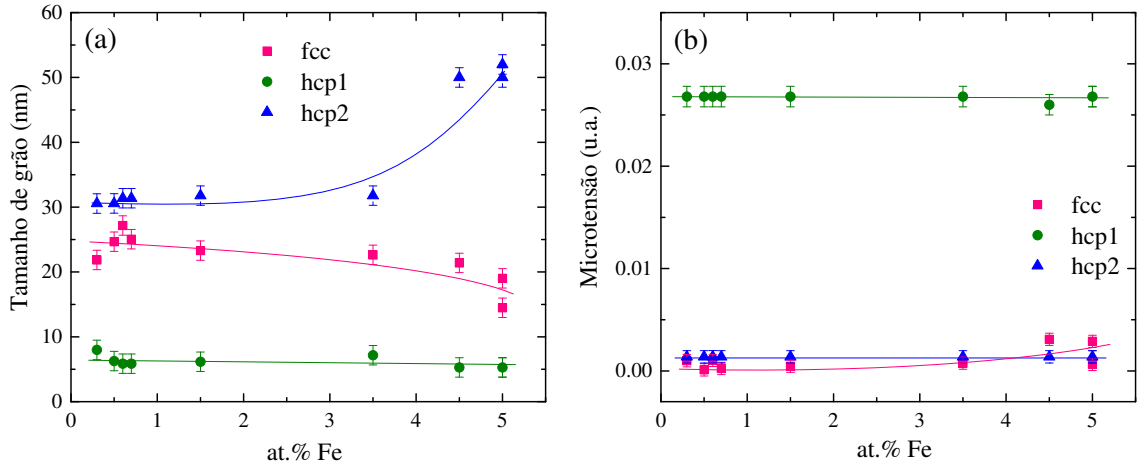 (a)
fcc
hcp1
hcp2
Tamanho de grão (nm)
60
50
40
30
20
10
0
0 1 2 3 4 5
at.% Fe
(b)
fcc
hcp1
hcp2
Microtensão (u.a.)
0.03
0.02
0.01
0.00
0 1 2 3 4 5
at.% Fe